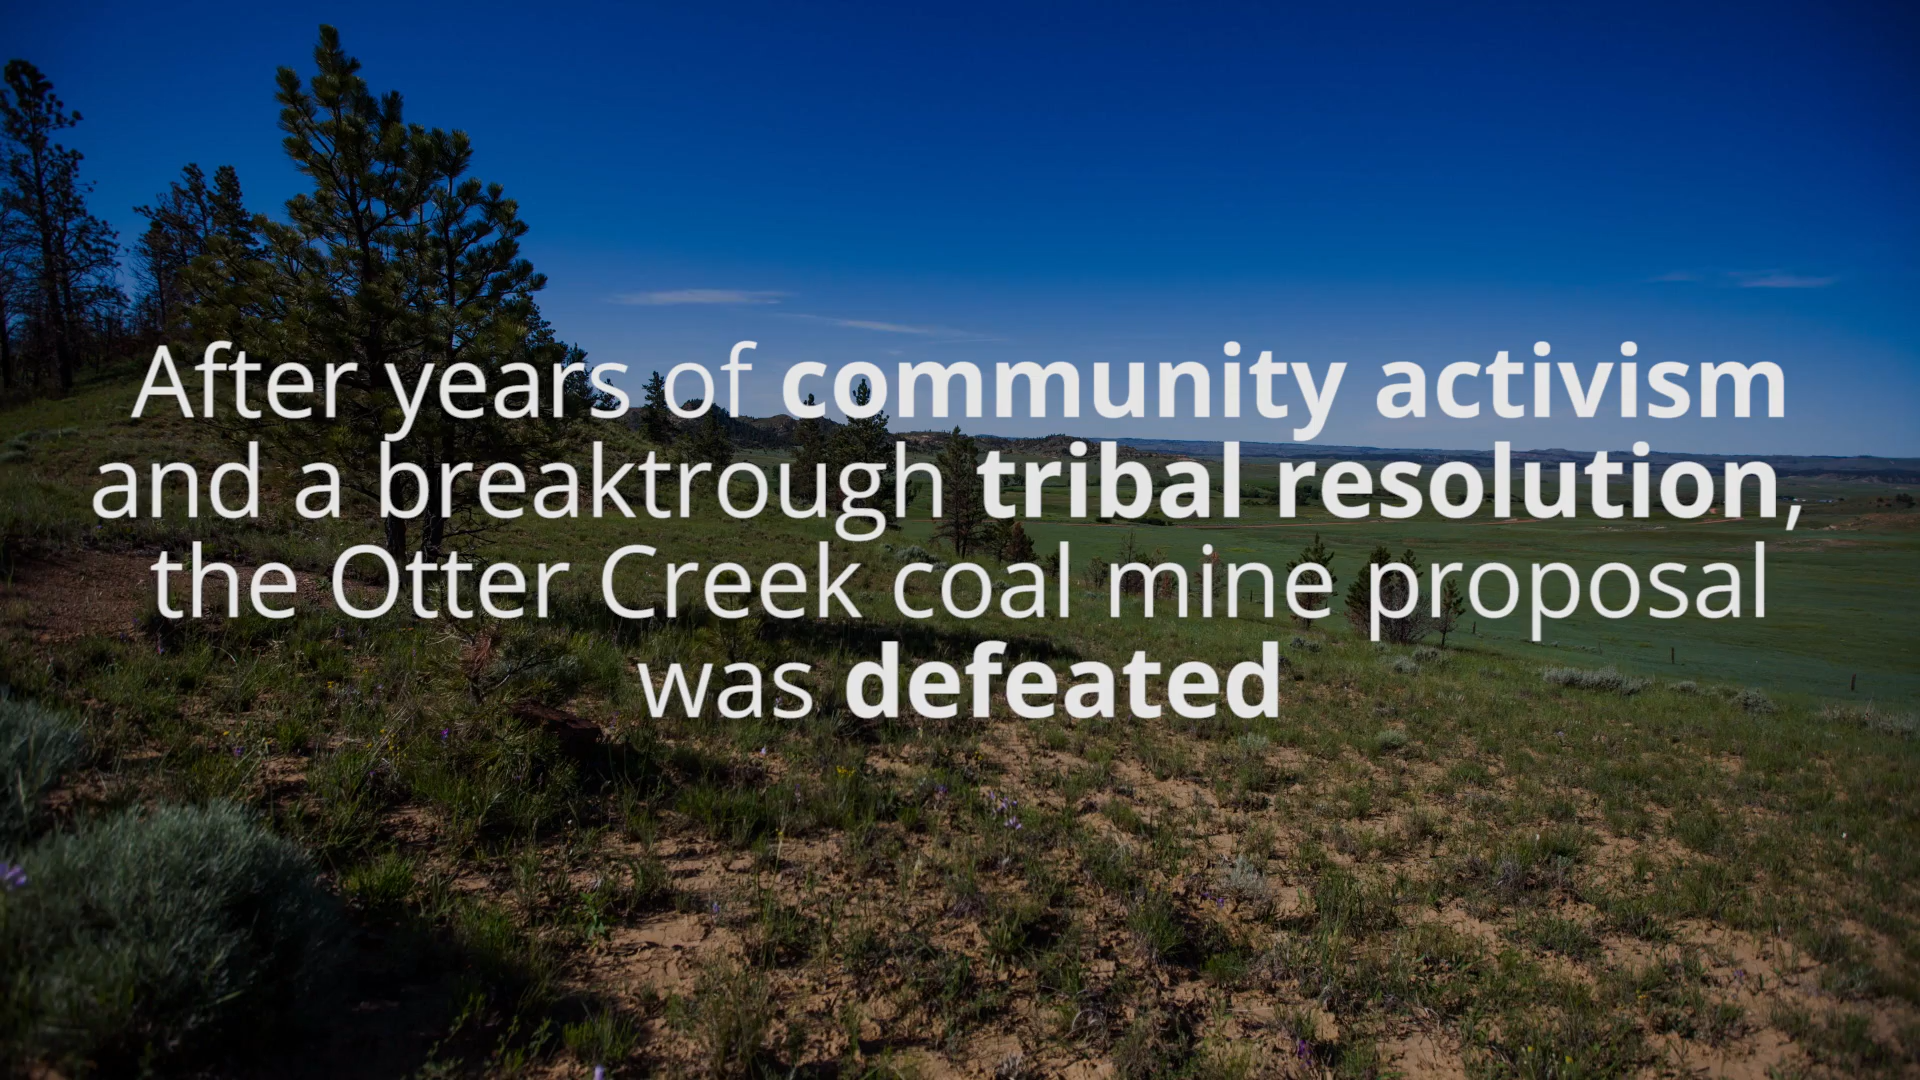 After years of community activism
and a breaktrough tribal resolution,
the Otter Creek coal mine proposal
was defeated